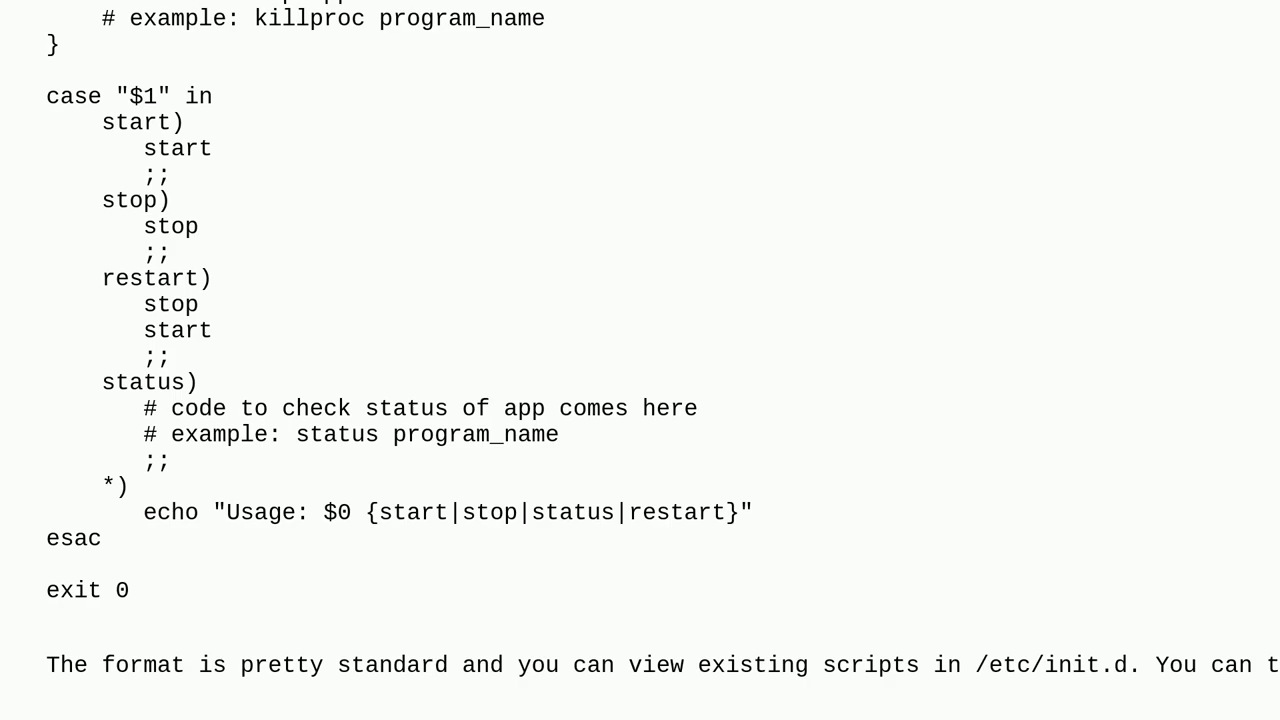 # example: killproc program_name
}
case "$1" in
start)
start
;;
stop)
stop
;;
restart)
stop
start
;;
status)
# code to check status of app comes here
# example: status program_name
;;
*)
echo "Usage: $0 {start|stop|status|restart}"
esac
exit 0
The format is pretty standard and you can view existing scripts in /etc/init.d. You can